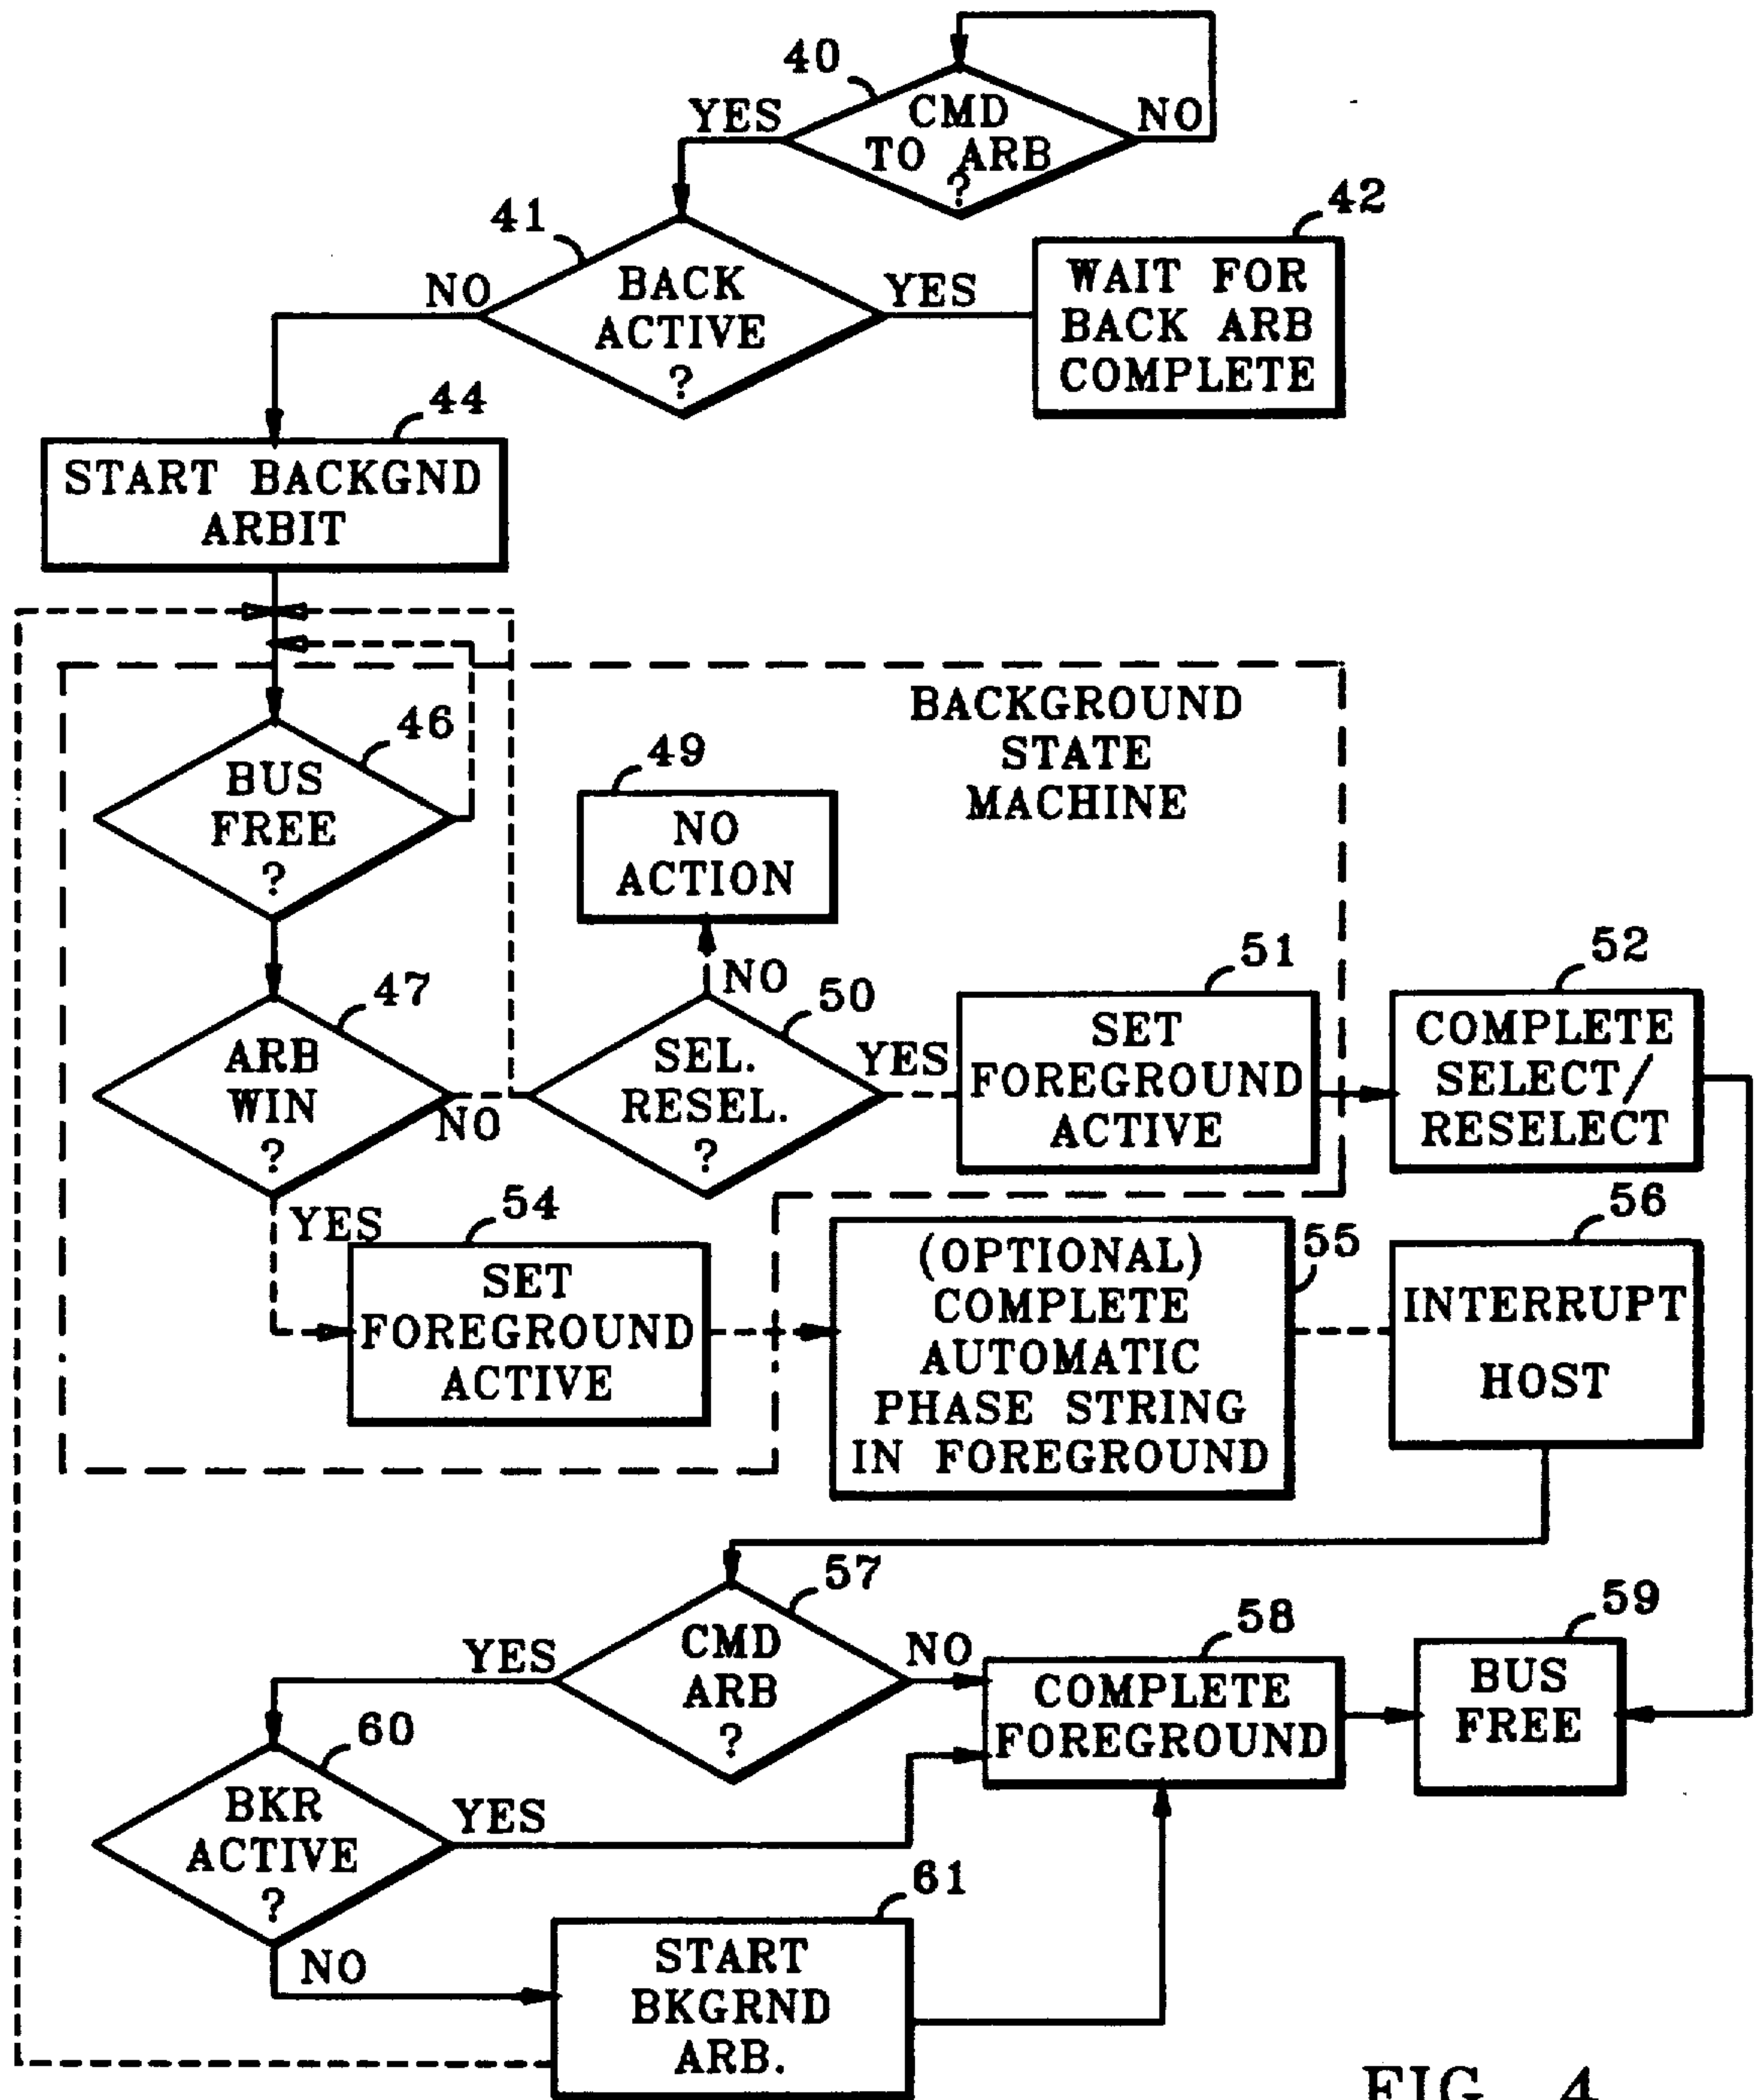 40
YES
CMD
TO ARB
?
NO
41
42
NO
BACK
ACTIVE
?
YES
WAIT FOR
BACK ARB
COMPLETE
44
START BACKGND
ARBIT
BACKGROUND
STATE
MACHINE
46
BUS
FREE
?
49
NO
ACTION
NO
47
ARB
WIN
?
NO
50
SEL.
RESEL.
?
YES
51
SET
FOREGROUND
ACTIVE
52
COMPLETE
SELECT/
RESELECT
YES
54
SET
FOREGROUND
ACTIVE
55
(OPTIONAL)
COMPLETE
AUTOMATIC
PHASE STRING
IN FOREGROUND
56
INTERRUPT
HOST
57
YES
CMD
ARB
?
NO
58
COMPLETE
FOREGROUND
59
BUS
FREE
60
BKR
ACTIVE
?
YES
NO
61
START
BKGRND
ARB.
FIG. 4